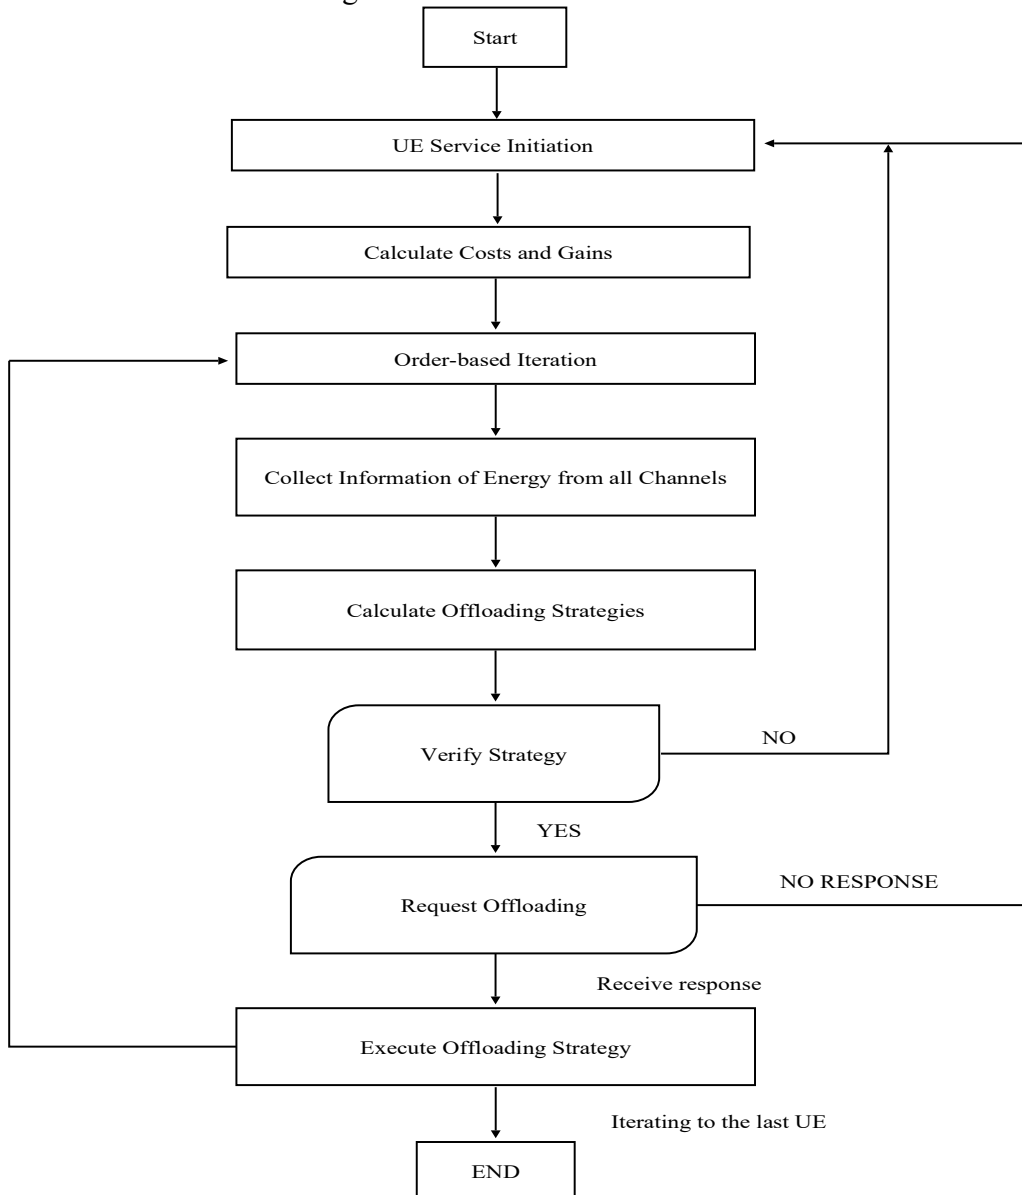 Start
UE Service Initiation
Calculate Costs and Gains
Order-based Iteration
Collect Information of Energy from all Channels
Calculate Offloading Strategies
Verify Strategy
NO
YES
NO RESPONSE
Request Offloading
Receive response
Execute Offloading Strategy
Iterating to the last UE
END